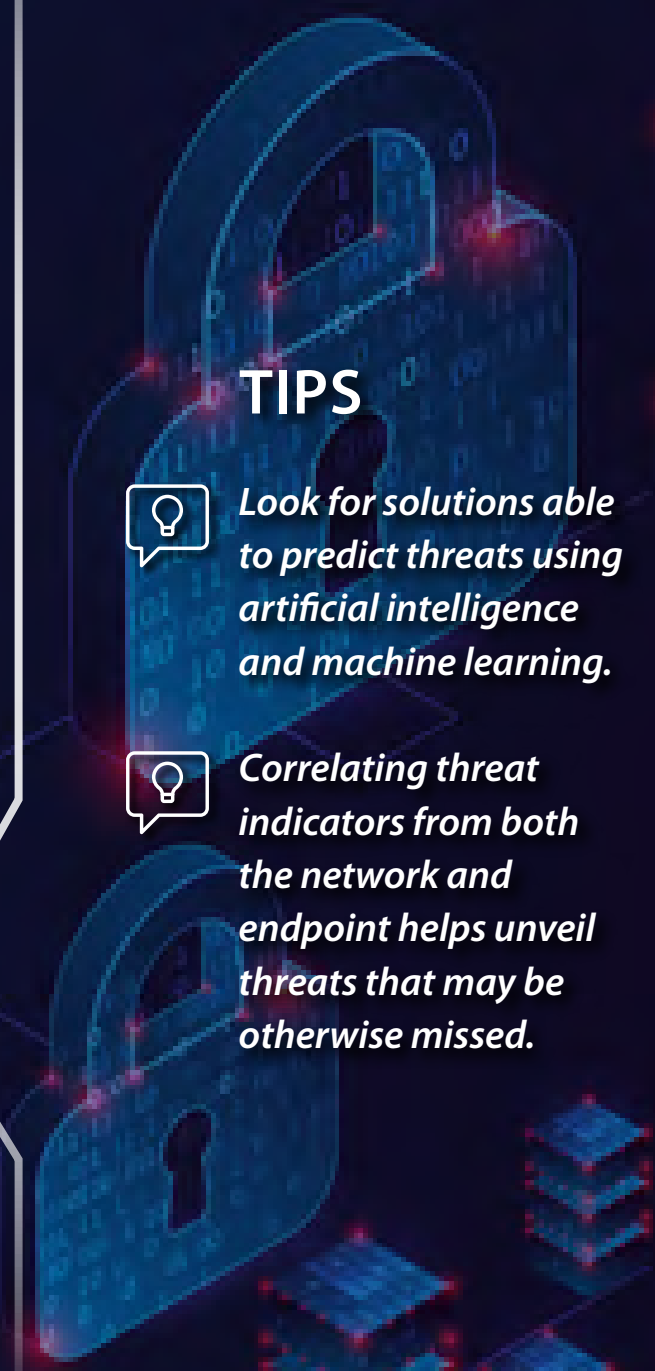 TIPS
Look for solutions able
to predict threats using
artificial intelligence
and machine learning.
Correlating threat
indicators from both
the network and
endpoint helps unveil
threats that may be
otherwise missed.